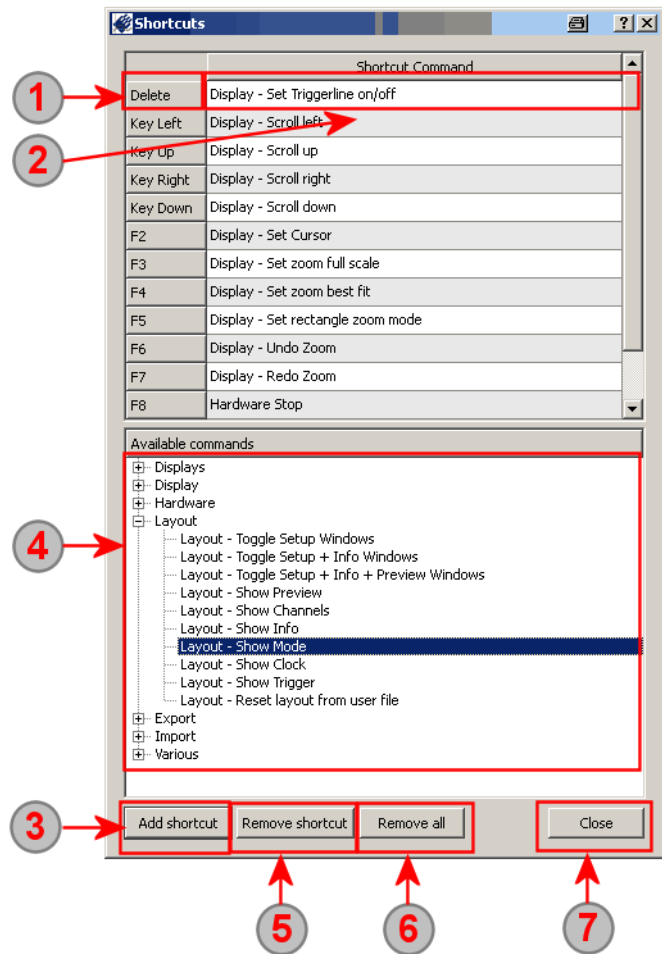 Shortcuts
Shortcut Command
1 Delete Display - Set Triggerline on/off
Key Left Display - Scroll left
2 Key Up Display - Scroll up
Key Right Display - Scroll right
Key Down Display - Scroll down
F2 Display - Set Cursor
F3 Display - Set zoom full scale
F4 Display - Set zoom best fit
F5 Display - Set rectangle zoom mode
F6 Display - Undo Zoom
F7 Display - Redo Zoom
F8 Hardware Stop
Available commands
Displays
Display
Hardware
Layout
4 Layout - Toggle Setup Windows
Layout - Toggle Setup + Info Windows
Layout - Toggle Setup + Info + Preview Windows
Layout - Show Preview
Layout - Show Channels
Layout - Show Info
Layout - Show Mode
Layout - Show Clock
Layout - Show Trigger
Layout - Reset layout from user file
Export
Import
Various
3 Add shortcut Remove shortcut Remove all Close
5 6 7